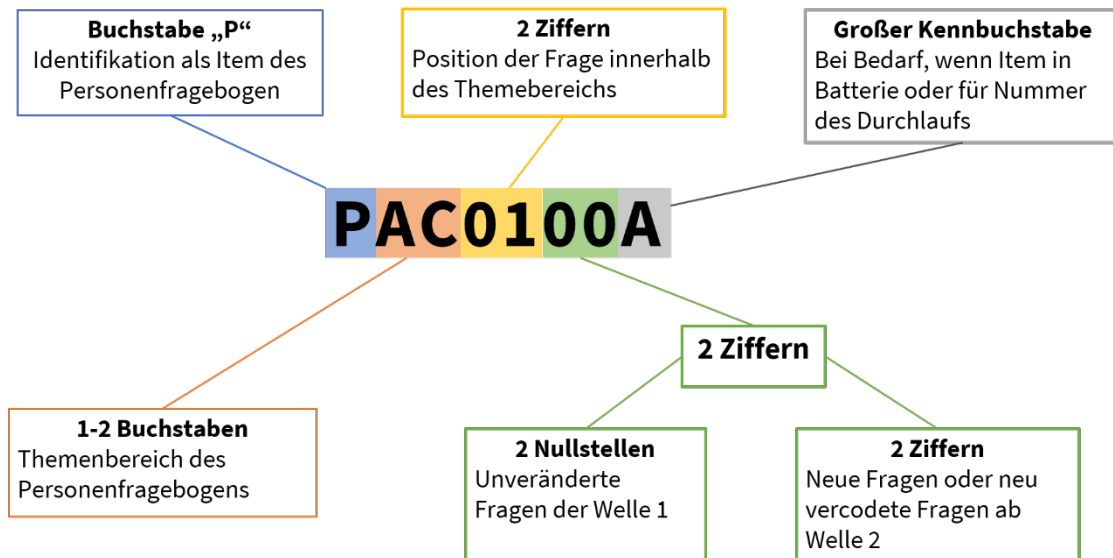 Buchstabe „P“
Identifikation als Item des
Personenfragebogen
2 Ziffern
Position der Frage innerhalb
des Themebereichs
Großer Kennbuchstabe
Bei Bedarf, wenn Item in
Batterie oder für Nummer
des Durchlaufs
PAC0100A
2 Ziffern
1-2 Buchstaben
Themenbereich des
Personenfragebogens
2 Nullstellen
Unveränderte
Fragen der Welle 1
2 Ziffern
Neue Fragen oder neu
vercodete Fragen ab
Welle 2